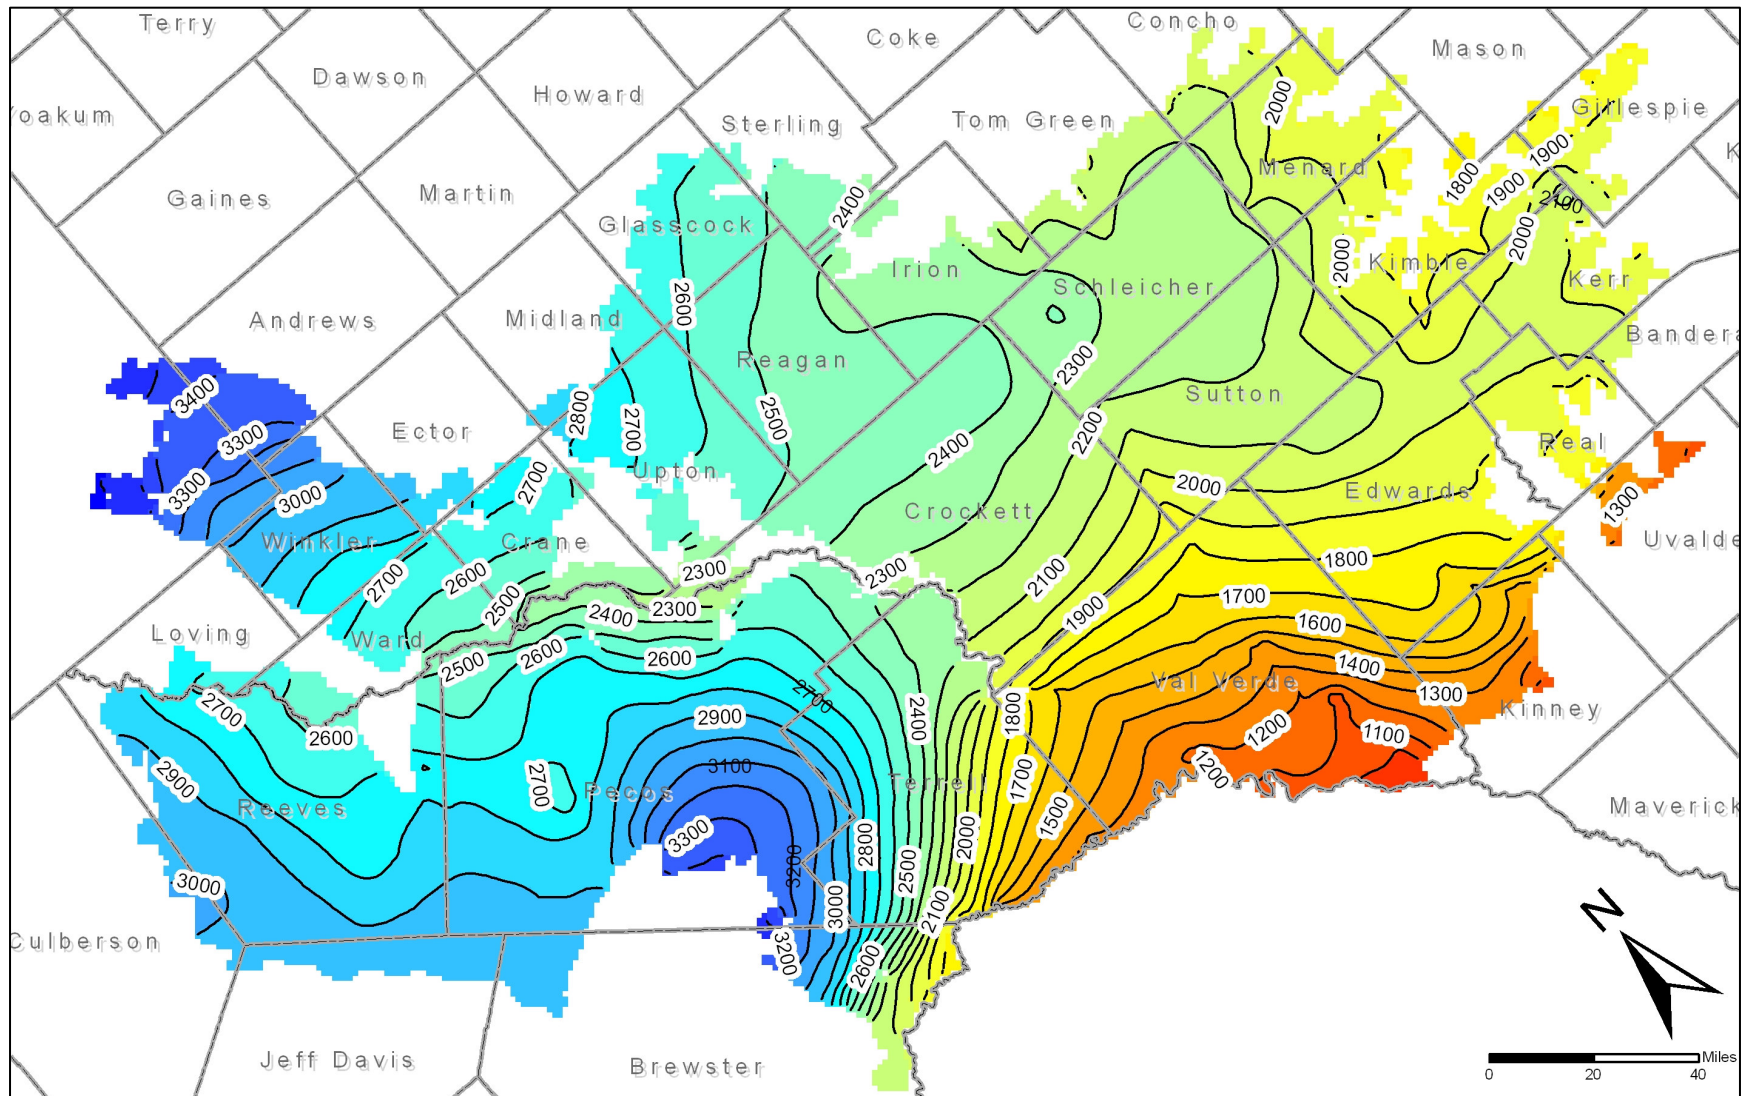 Terry
Concho
Coke
Mason
Dawson
Howard
Gillespie
oakum
Sterling
Tom Green
2000
1900
K
Menard
1800
1900
Gaines
Martin
2400
2100
Glasscock
2000
2000
Irion
Kimble
Kerr
Schleicher
2600
Andrews
Midland
Bandera
Reagan
2300
3400
Sutton
2800
2700
2500
Ector
3300
2200
2400
Real
Upton
2700
3300
3000
2000
Edwards
1300
Crockett
Winkler
Crane
Uvalde
1800
2300
2300
2700
2600
2100
2500
1700
2400
2300
1900
1600
Loving
Ward
2500
2600
2600
1400
Val Verde
2700
1300
2700
2900
2400
1800
Kinney
2600
1200
1100
3100
1200
2900
2700
Pecos
Terrell
1700
Reeves
Maverick
1500
3300
2000
2800
3200
2500
3000
3000
2100
N
Culberson
3200
2600
Jeff Davis
Brewster
Miles
0 20 40